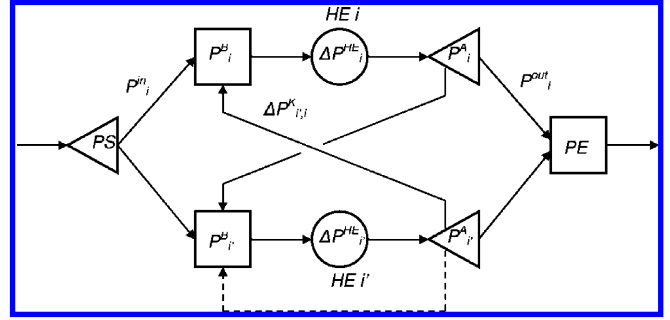 HE i
P^B_i
ΔP^HE_i
P^A_i
P^in_i
ΔP^K_i',i
P^out_i
PS
PE
P^B_i'
ΔP^HE_i'
P^A_i'
HE i'